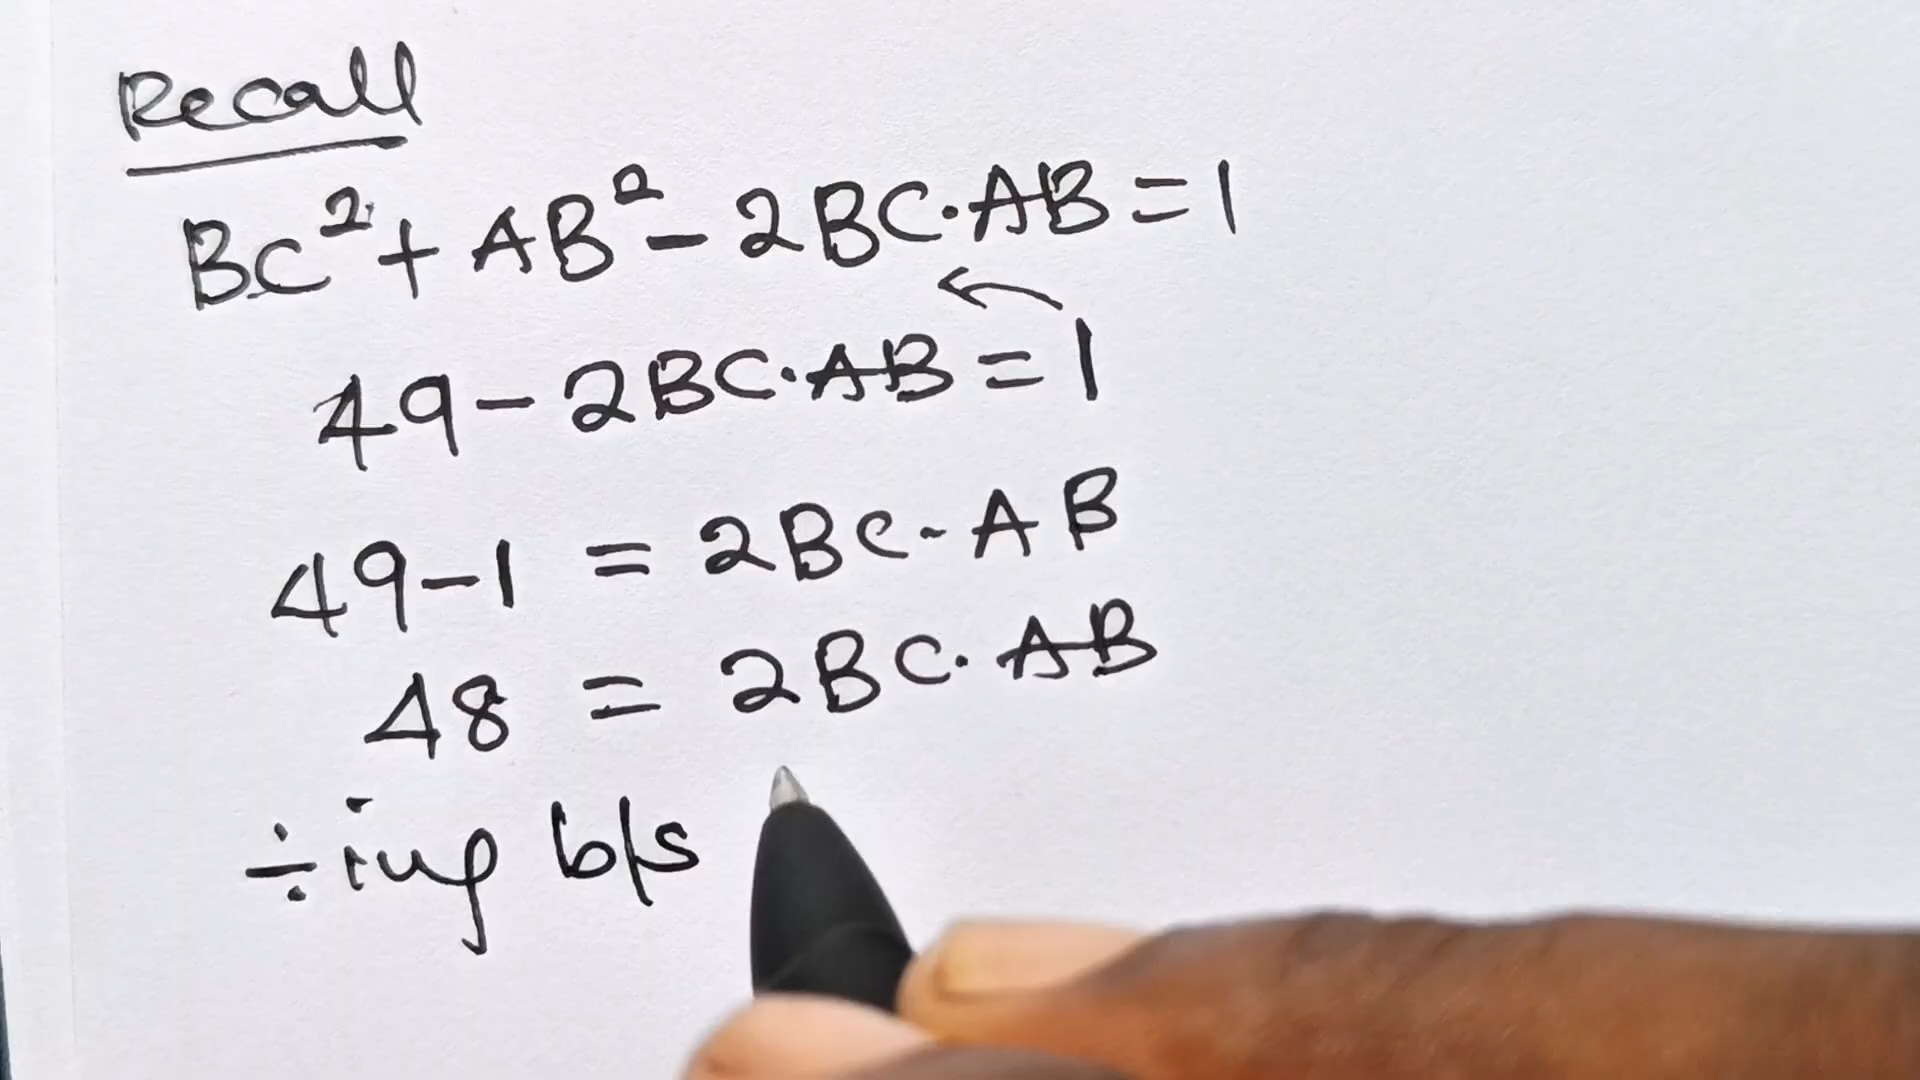 Recall
BC² + AB² - 2BC·AB = 1
49 - 2BC·AB = 1
49 - 1 = 2BC·AB
48 = 2BC·AB
÷ing b/s